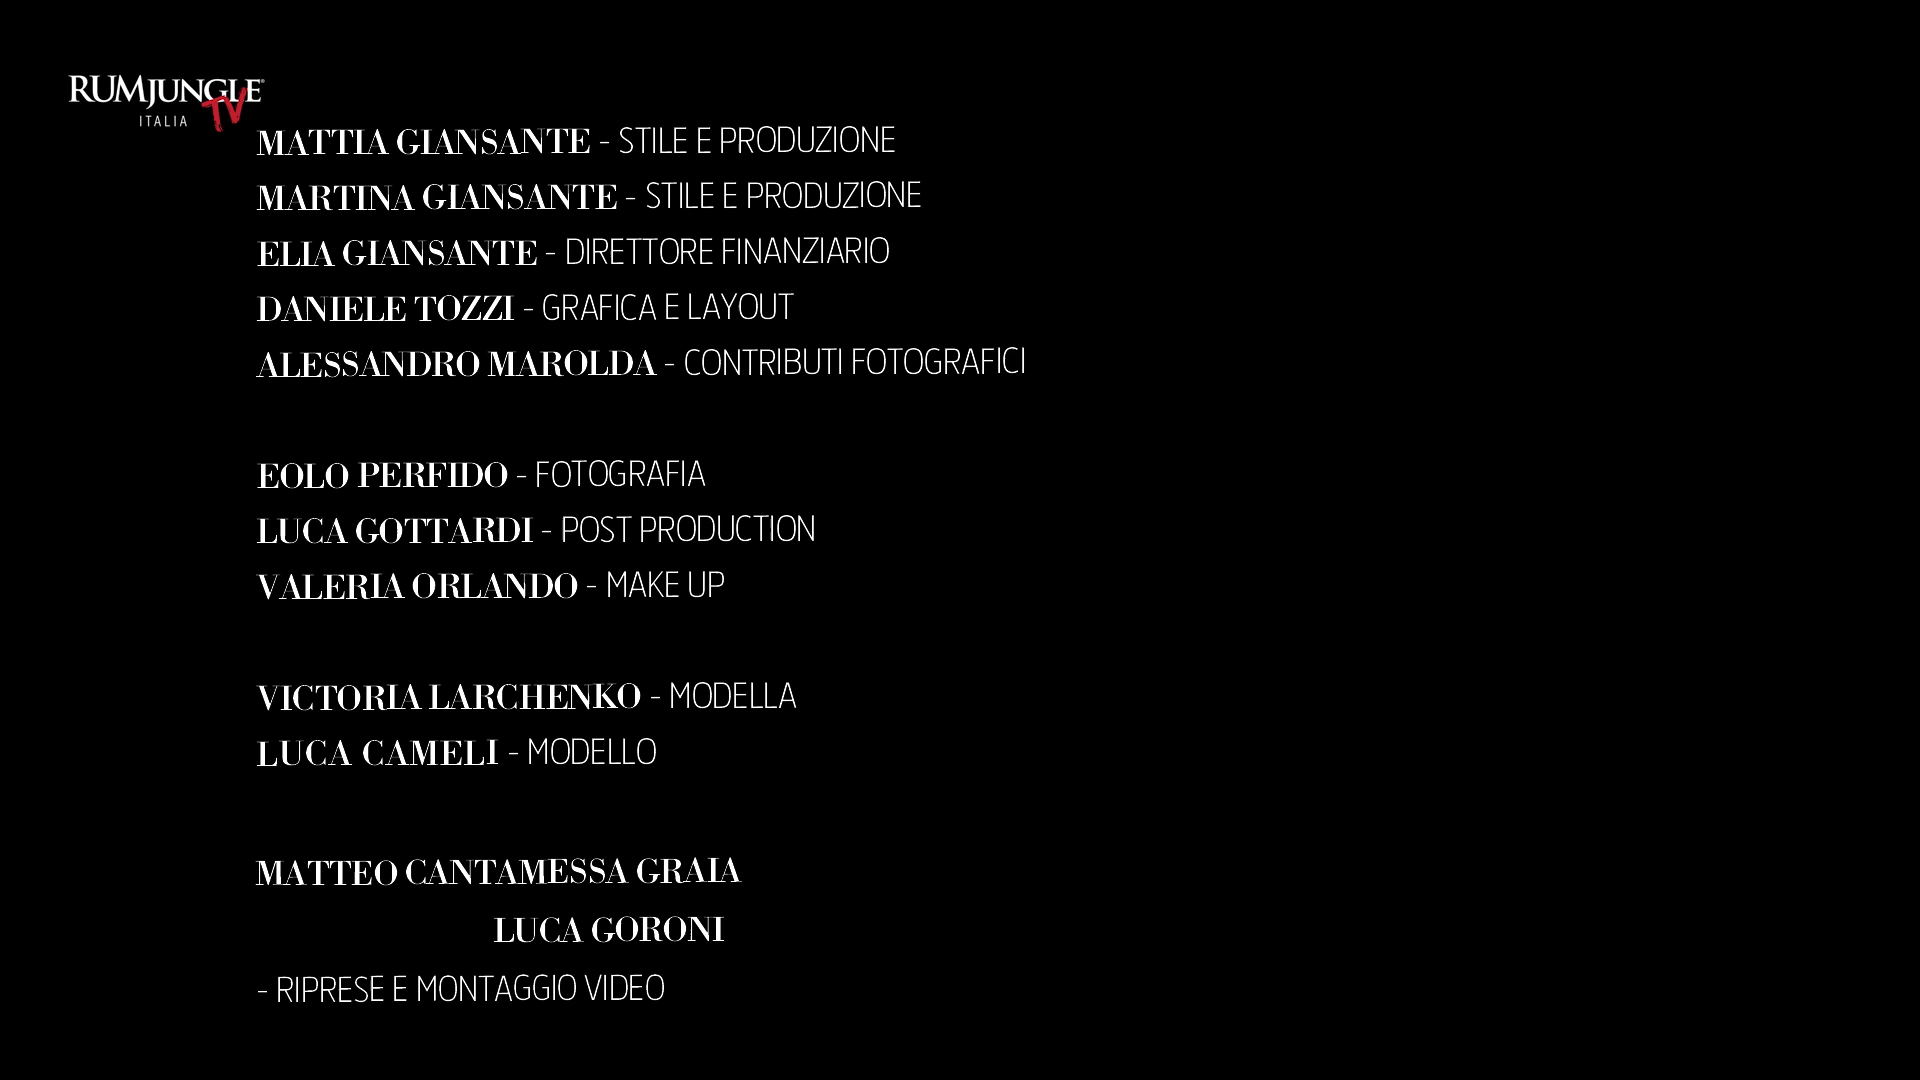 RUMJUNGLE®
TV
ITALIA
MATTIA GIANSANTE - STILE E PRODUZIONE
MARTINA GIANSANTE - STILE E PRODUZIONE
ELIA GIANSANTE - DIRETTORE FINANZIARIO
DANIELE TOZZI - GRAFICA E LAYOUT
ALESSANDRO MAROLDA - CONTRIBUTI FOTOGRAFICI
EOLO PERFIDO - FOTOGRAFIA
LUCA GOTTARDI - POST PRODUCTION
VALERIA ORLANDO - MAKE UP
VICTORIA LARCHENKO - MODELLA
LUCA CAMELI - MODELLO
MATTEO CANTAMESSA GRAIA
LUCA GORONI
- RIPRESE E MONTAGGIO VIDEO